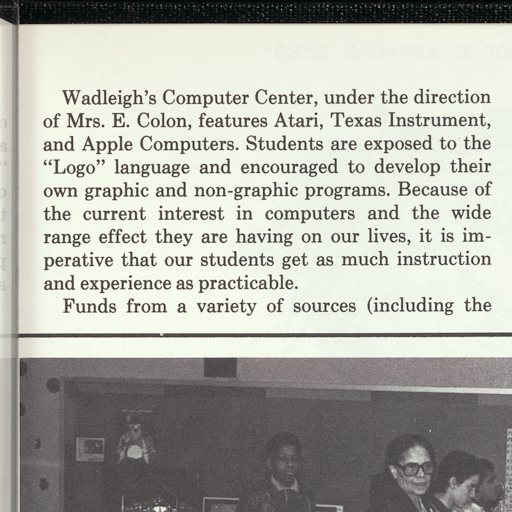 Wadleigh's Computer Center, under the direction
of Mrs. E. Colon, features Atari, Texas Instrument,
and Apple Computers. Students are exposed to the
“Logo” language and encouraged to develop their
own graphic and non-graphic programs. Because of
the current interest in computers and the wide
range effect they are having on our lives, it is im-
perative that our students get as much instruction
and experience as practicable.
Funds from a variety of sources (including the